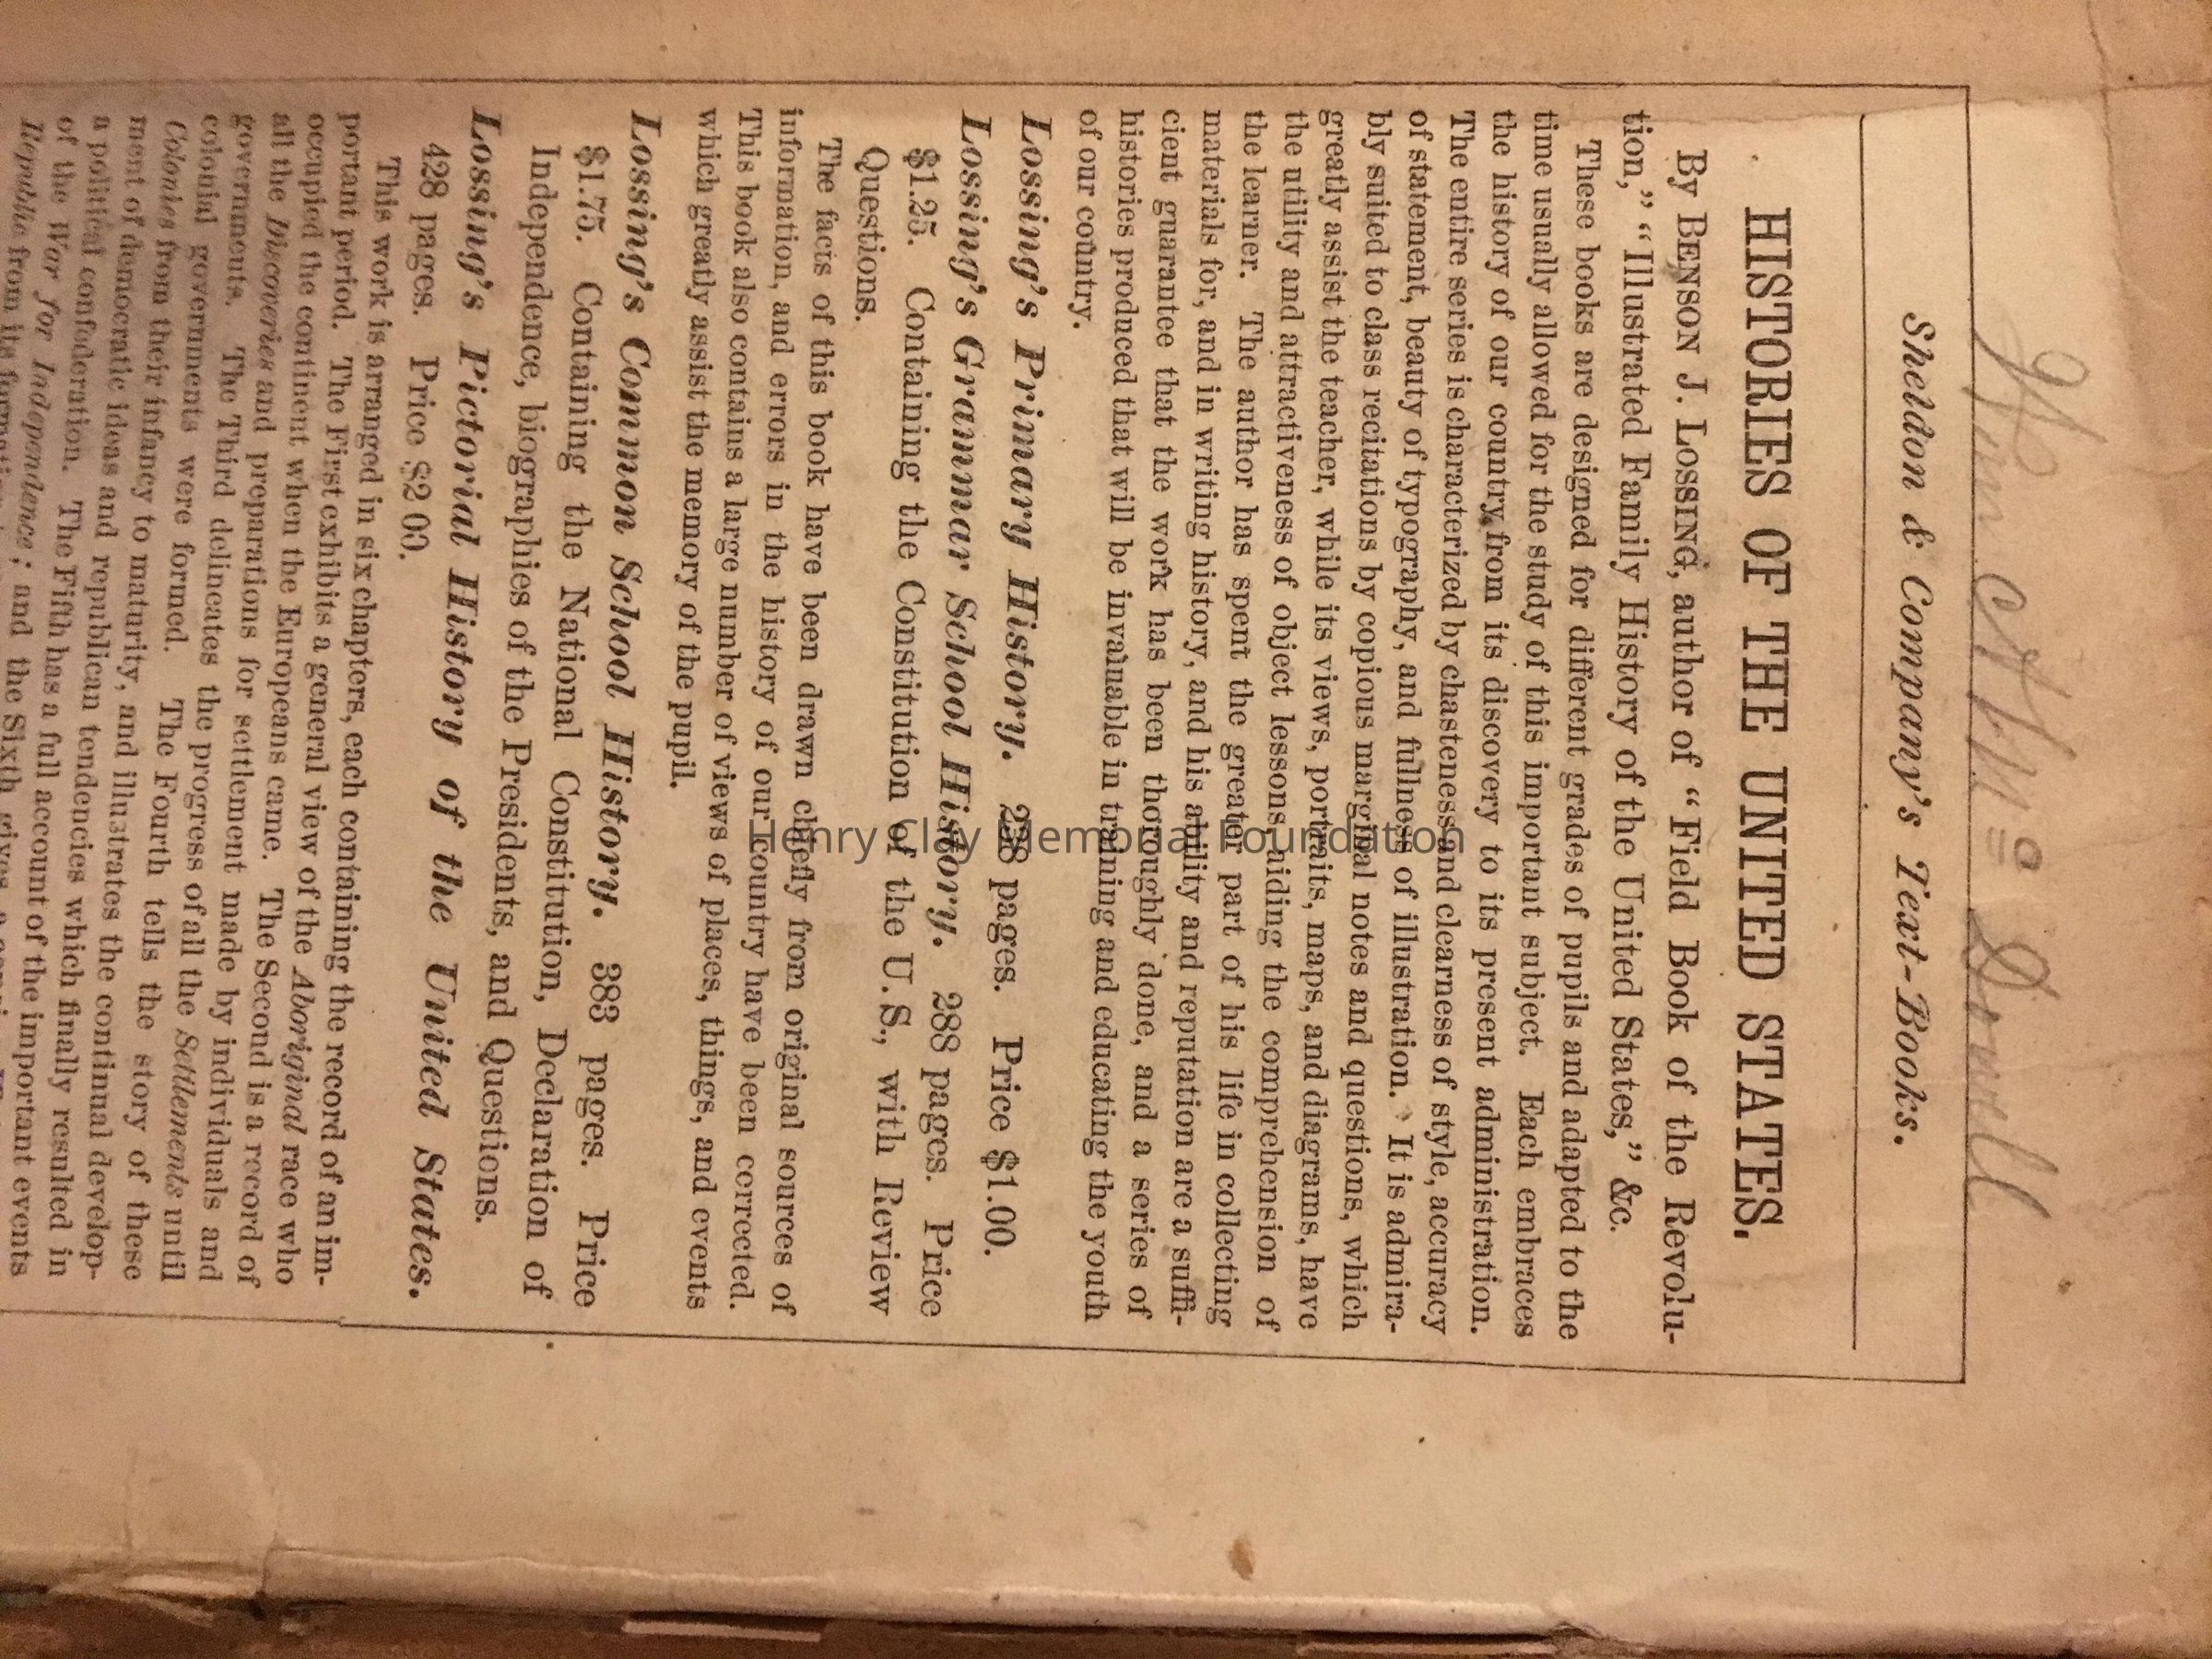 Wm. A. Mc Dowell
Sheldon & Company's Text-Books.
HISTORIES OF THE UNITED STATES.
By BENSON J. LOSSING, author of “Field Book of the Revolu-
tion,” “Illustrated Family History of the United States,” &c.
These books are designed for different grades of pupils and adapted to the
time usually allowed for the study of this important subject. Each embraces
the history of our country from its discovery to its present administration.
The entire series is characterized by chasteness and clearness of style, accuracy
of statement, beauty of typography, and fullness of illustration. It is admira-
bly suited to class recitations by copious marginal notes and questions, which
greatly assist the teacher, while its views, portraits, maps, and diagrams, have
the utility and attractiveness of object lessons, aiding the comprehension of
the learner. The author has spent the greater part of his life in collecting
materials for, and in writing history, and his ability and reputation are a suffi-
cient guarantee that the work has been thoroughly done, and a series of
histories produced that will be invaluable in training and educating the youth
of our country.
Lossing's Primary History. 238 pages. Price $1.00.
Lossing's Grammar School History. 288 pages. Price
$1.25. Containing the Constitution of the U.S., with Review
Questions.
The facts of this book have been drawn chiefly from original sources of
information, and errors in the history of our country have been corrected.
This book also contains a large number of views of places, things, and events
which greatly assist the memory of the pupil.
Lossing's Common School History. 383 pages. Price
$1.75. Containing the National Constitution, Declaration of
Independence, biographies of the Presidents, and Questions.
Lossing's Pictorial History of the United States.
428 pages. Price $2 00.
This work is arranged in six chapters, each containing the record of an im-
portant period. The First exhibits a general view of the Aboriginal race who
occupied the continent when the Europeans came. The Second is a record of
all the Discoveries and preparations for settlement made by individuals and
governments. The Third delineates the progress of all the Settlements until
colonial governments were formed. The Fourth tells the story of these
Colonies from their infancy to maturity, and illustrates the continual develop-
ment of democratic ideas and republican tendencies which finally resulted in
a political confederation. The Fifth has a full account of the important events
of the War for Independence; and the Sixth gives a
Republic from its
Henry Clay Memorial Foundation